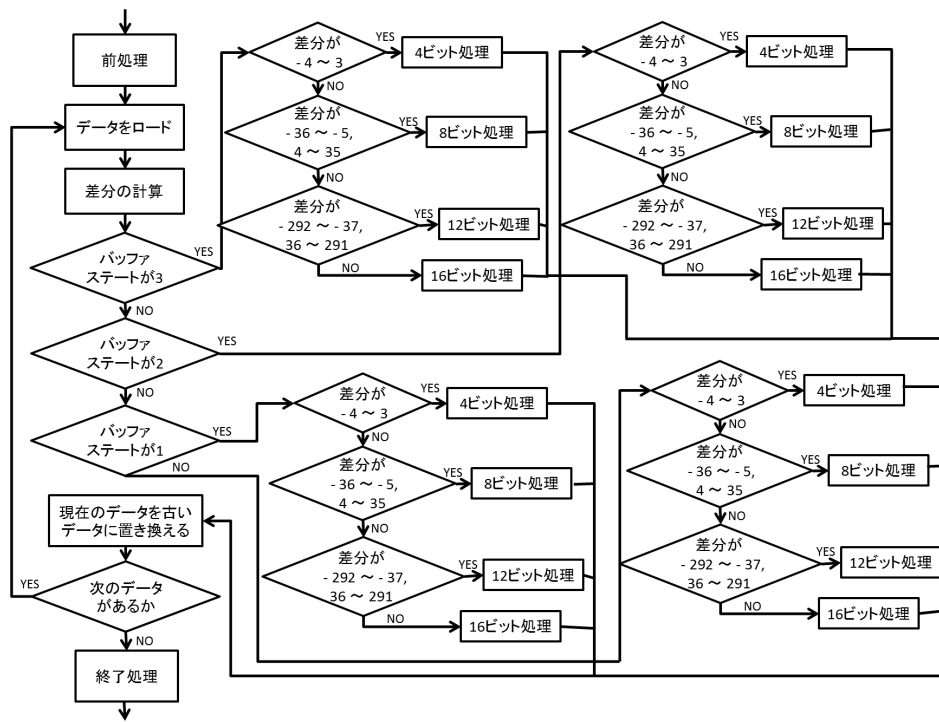 前処理
データをロード
差分の計算
バッファ
ステートが3
YES
NO
バッファ
ステートが2
YES
NO
バッファ
ステートが1
YES
NO
現在のデータを古い
データに置き換える
次のデータ
があるか
YES
NO
終了処理
差分が
- 4 ～ 3
YES
4ビット処理
NO
差分が
- 36 ～ - 5,
4 ～ 35
YES
8ビット処理
NO
差分が
- 292 ～ - 37,
36 ～ 291
YES
12ビット処理
NO
16ビット処理
差分が
- 4 ～ 3
YES
4ビット処理
NO
差分が
- 36 ～ - 5,
4 ～ 35
YES
8ビット処理
NO
差分が
- 292 ～ - 37,
36 ～ 291
YES
12ビット処理
NO
16ビット処理
差分が
- 4 ～ 3
YES
4ビット処理
NO
差分が
- 36 ～ - 5,
4 ～ 35
YES
8ビット処理
NO
差分が
- 292 ～ - 37,
36 ～ 291
YES
12ビット処理
NO
16ビット処理
差分が
- 4 ～ 3
YES
4ビット処理
NO
差分が
- 36 ～ - 5,
4 ～ 35
YES
8ビット処理
NO
差分が
- 292 ～ - 37,
36 ～ 291
YES
12ビット処理
NO
16ビット処理